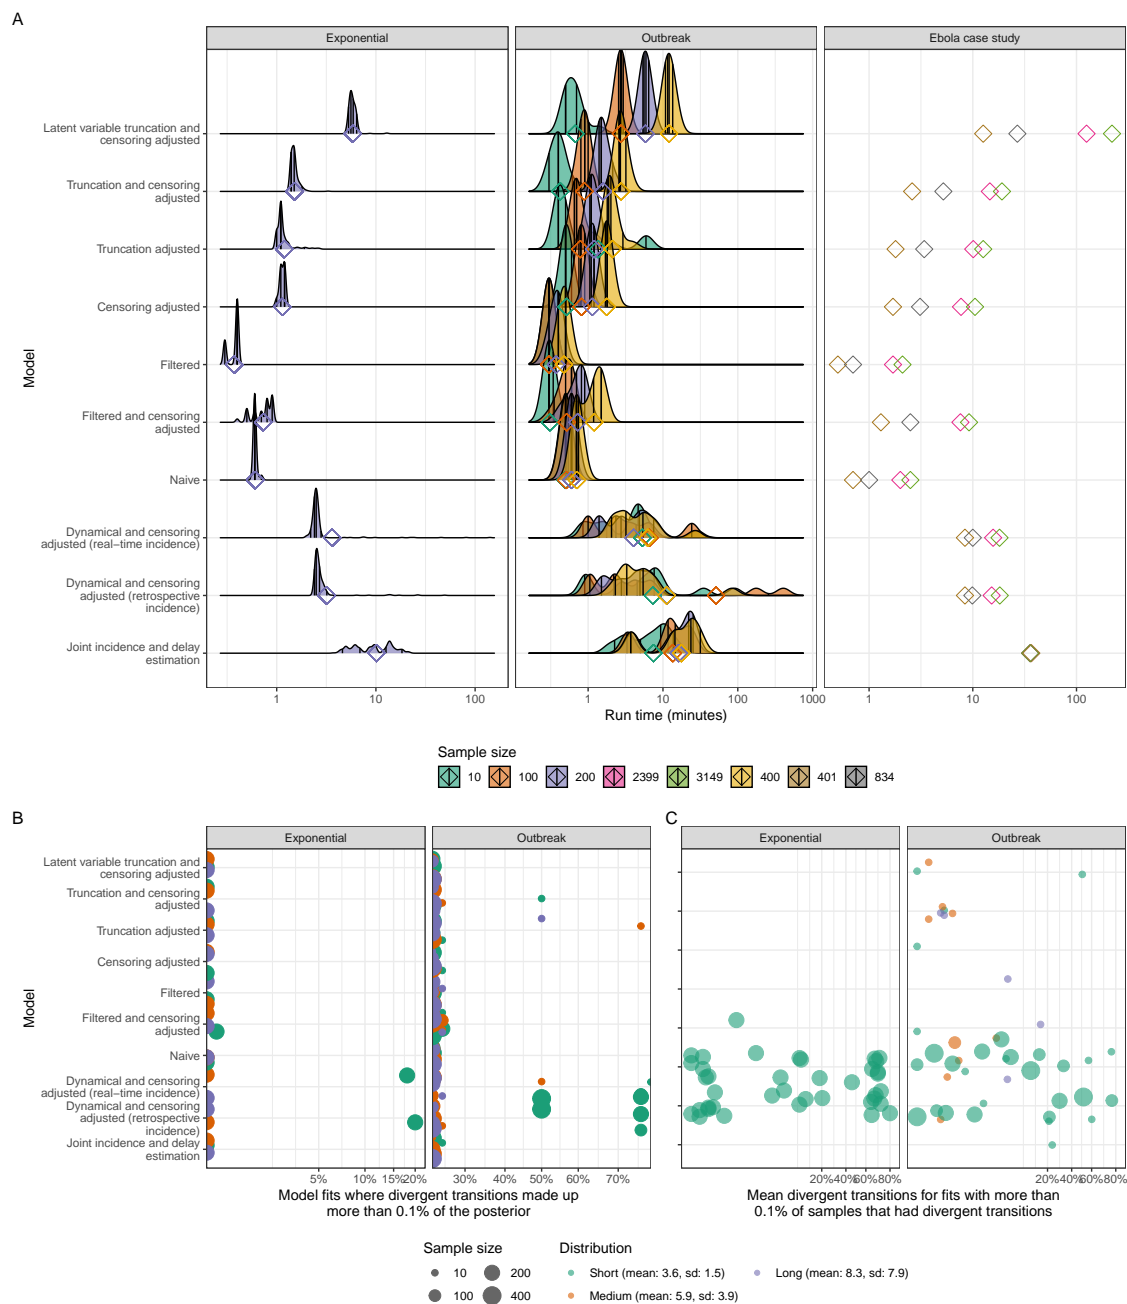 A
Exponential
Outbreak
Ebola case study
Model
Latent variable truncation and
censoring adjusted
Truncation and censoring
adjusted
Truncation adjusted
Censoring adjusted
Filtered
Filtered and censoring
adjusted
Naive
Dynamical and censoring
adjusted (real−time incidence)
Dynamical and censoring
adjusted (retrospective
incidence)
Joint incidence and delay
estimation
1 10 100
1 10 100 1000
1 10 100
Run time (minutes)
Sample size
10 100 200 2399 3149 400 401 834
B
Exponential
Outbreak
Model
Latent variable truncation and
censoring adjusted
Truncation and censoring
adjusted
Truncation adjusted
Censoring adjusted
Filtered
Filtered and censoring
adjusted
Naive
Dynamical and censoring
adjusted (real−time incidence)
Dynamical and censoring
adjusted (retrospective
incidence)
Joint incidence and delay
estimation
5% 10% 15% 20%
30% 40% 50% 60% 70%
Model fits where divergent transitions made up
more than 0.1% of the posterior
C
Exponential
Outbreak
20% 40% 60% 80%
20% 40% 60% 80%
Mean divergent transitions for fits with more than
0.1% of samples that had divergent transitions
Sample size
10 200
100 400
Distribution
Short (mean: 3.6, sd: 1.5) Long (mean: 8.3, sd: 7.9)
Medium (mean: 5.9, sd: 3.9)